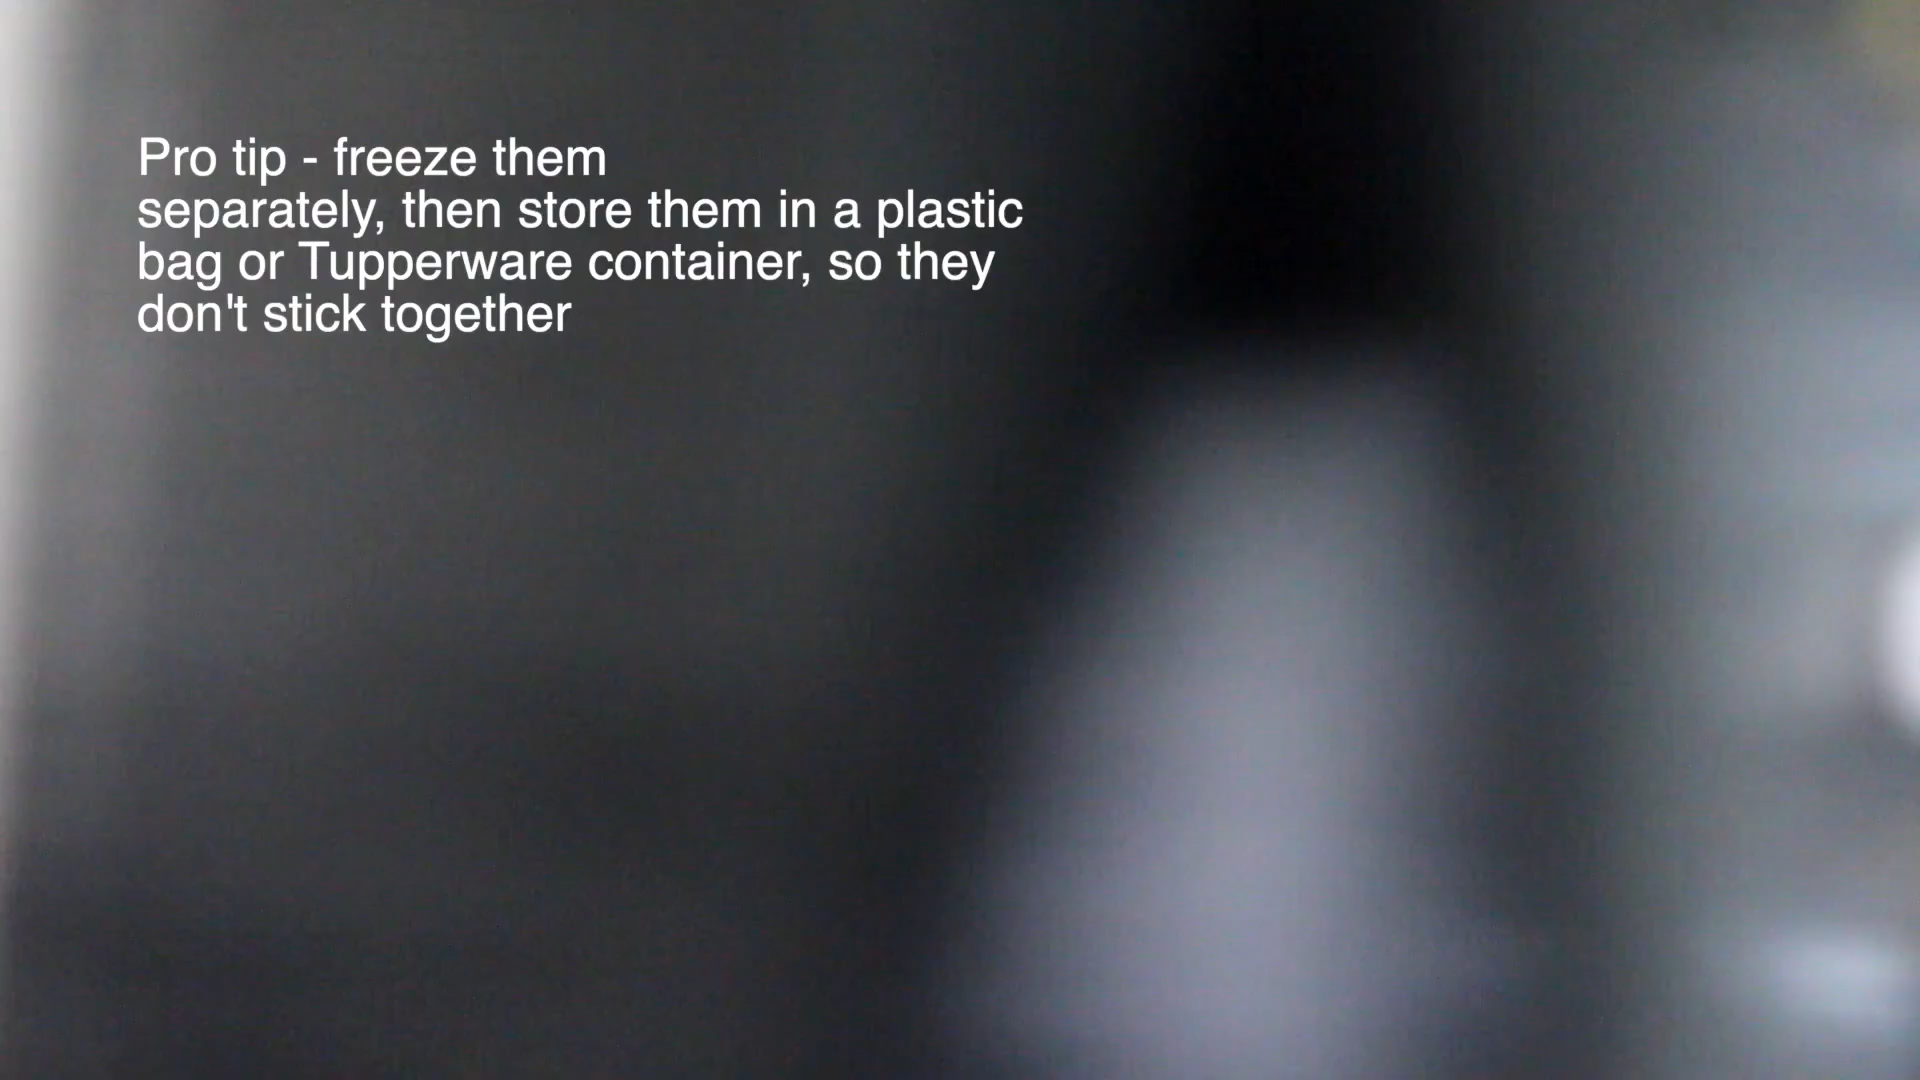 Pro tip - freeze them
separately, then store them in a plastic
bag or Tupperware container, so they
don't stick together